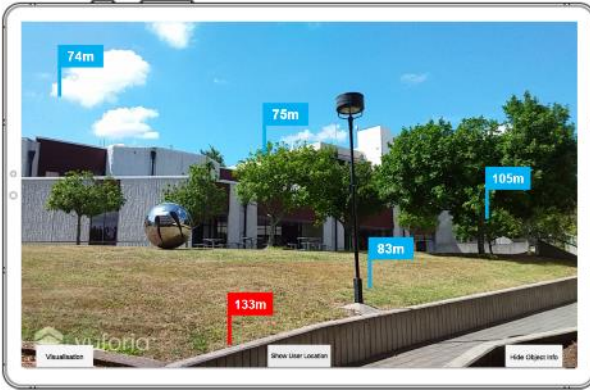 74m
75m
105m
83m
133m
vuforia
Visualisation
Show User Location
Hide Object Info